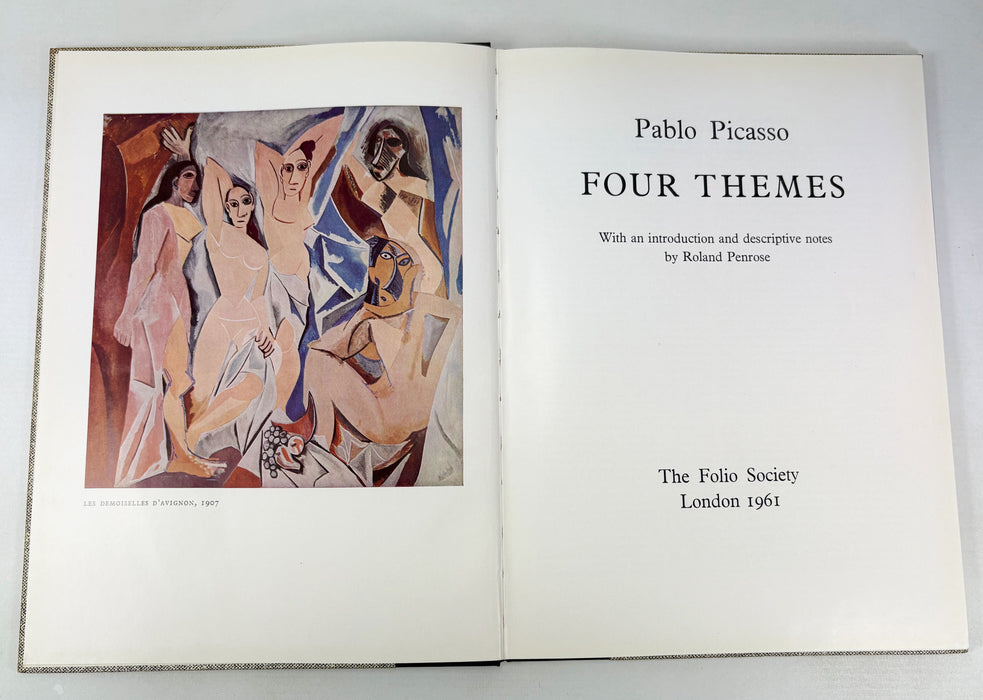 LES DEMOISELLES D'AVIGNON, 1907
Pablo Picasso
FOUR THEMES
With an introduction and descriptive notes
by Roland Penrose
The Folio Society
London 1961